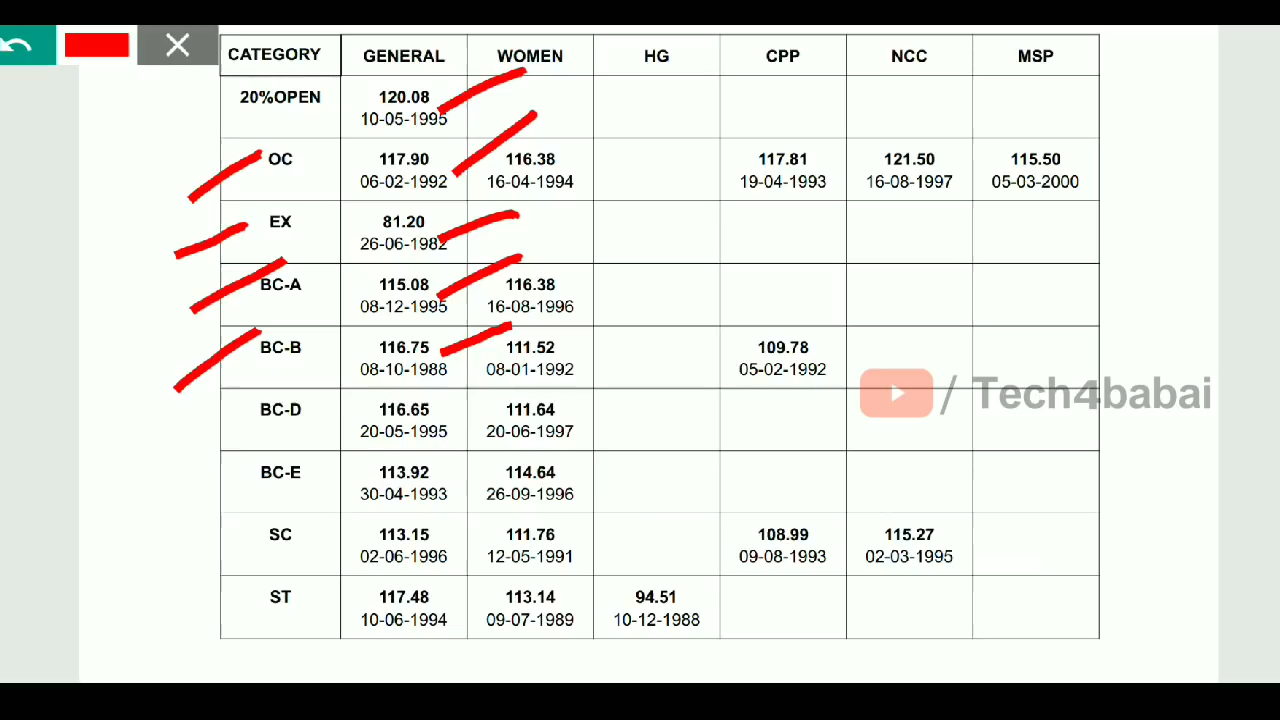 CATEGORY GENERAL WOMEN HG CPP NCC MSP
20%OPEN 120.08
10-05-1995
OC 117.90 116.38 117.81 121.50 115.50
06-02-1992 16-04-1994 19-04-1993 16-08-1997 05-03-2000
EX 81.20
26-06-1982
BC-A 115.08 116.38
08-12-1995 16-08-1996
BC-B 116.75 111.52 109.78
08-10-1988 08-01-1992 05-02-1992
/ Tech4babai
BC-D 116.65 111.64
20-05-1995 20-06-1997
BC-E 113.92 114.64
30-04-1993 26-09-1996
SC 113.15 111.76 108.99 115.27
02-06-1996 12-05-1991 09-08-1993 02-03-1995
ST 117.48 113.14 94.51
10-06-1994 09-07-1989 10-12-1988